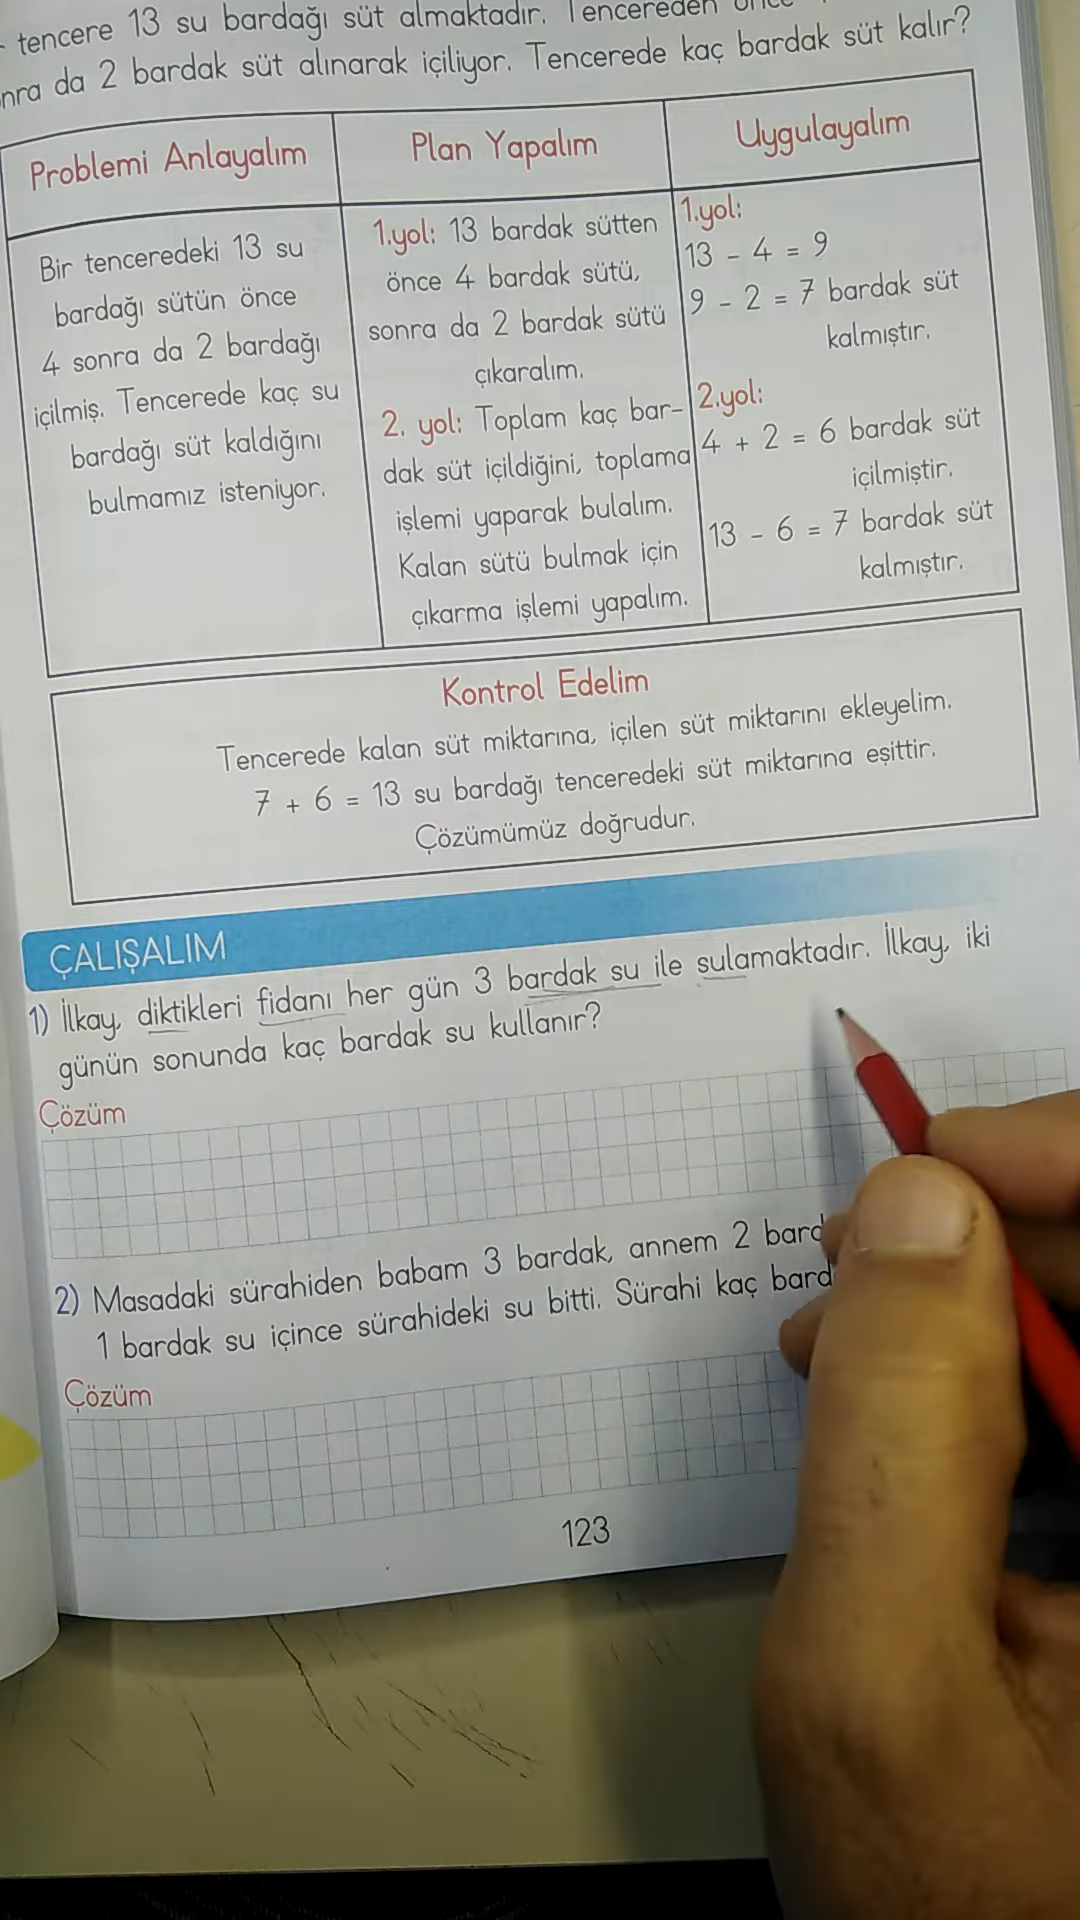 tencere 13 su bardağı süt almaktadır. Tencereden
da 2 bardak süt alınarak içiliyor. Tencerede kaç bardak süt kalır?
Problemi Anlayalım
Bir tenceredeki 13 su
bardağı sütün önce
4 sonra da 2 bardağı
içilmiş. Tencerede kaç su
bardağı süt kaldığını
bulmamız isteniyor.
Plan Yapalım
1.yol: 13 bardak sütten
önce 4 bardak sütü,
sonra da 2 bardak sütü
çıkaralım.
2. yol: Toplam kaç bar-
dak süt içildiğini, toplama
işlemi yaparak bulalım.
Kalan sütü bulmak için
çıkarma işlemi yapalım.
Uygulayalım
1.yol:
13 - 4 = 9
9 - 2 = 7 bardak süt
kalmıştır.
2.yol:
4 + 2 = 6 bardak süt
içilmiştir.
13 - 6 = 7 bardak süt
kalmıştır.
Kontrol Edelim
Tencerede kalan süt miktarına, içilen süt miktarını ekleyelim.
7 + 6 = 13 su bardağı tenceredeki süt miktarına eşittir.
Çözümümüz doğrudur.
ÇALIŞALIM
1) İlkay, diktikleri fidanı her gün 3 bardak su ile sulamaktadır. İlkay, iki
günün sonunda kaç bardak su kullanır?
Çözüm
2) Masadaki sürahiden babam 3 bardak, annem 2
1 bardak su içince sürahideki su bitti. Sürahi kaç
Çözüm
123